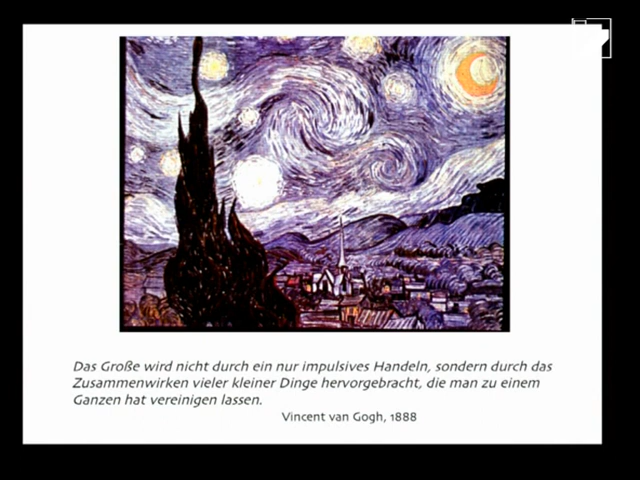 Das Große wird nicht durch ein nur impulsives Handeln, sondern durch das
Zusammenwirken vieler kleiner Dinge hervorgebracht, die man zu einem
Ganzen hat vereinigen lassen.
Vincent van Gogh, 1888